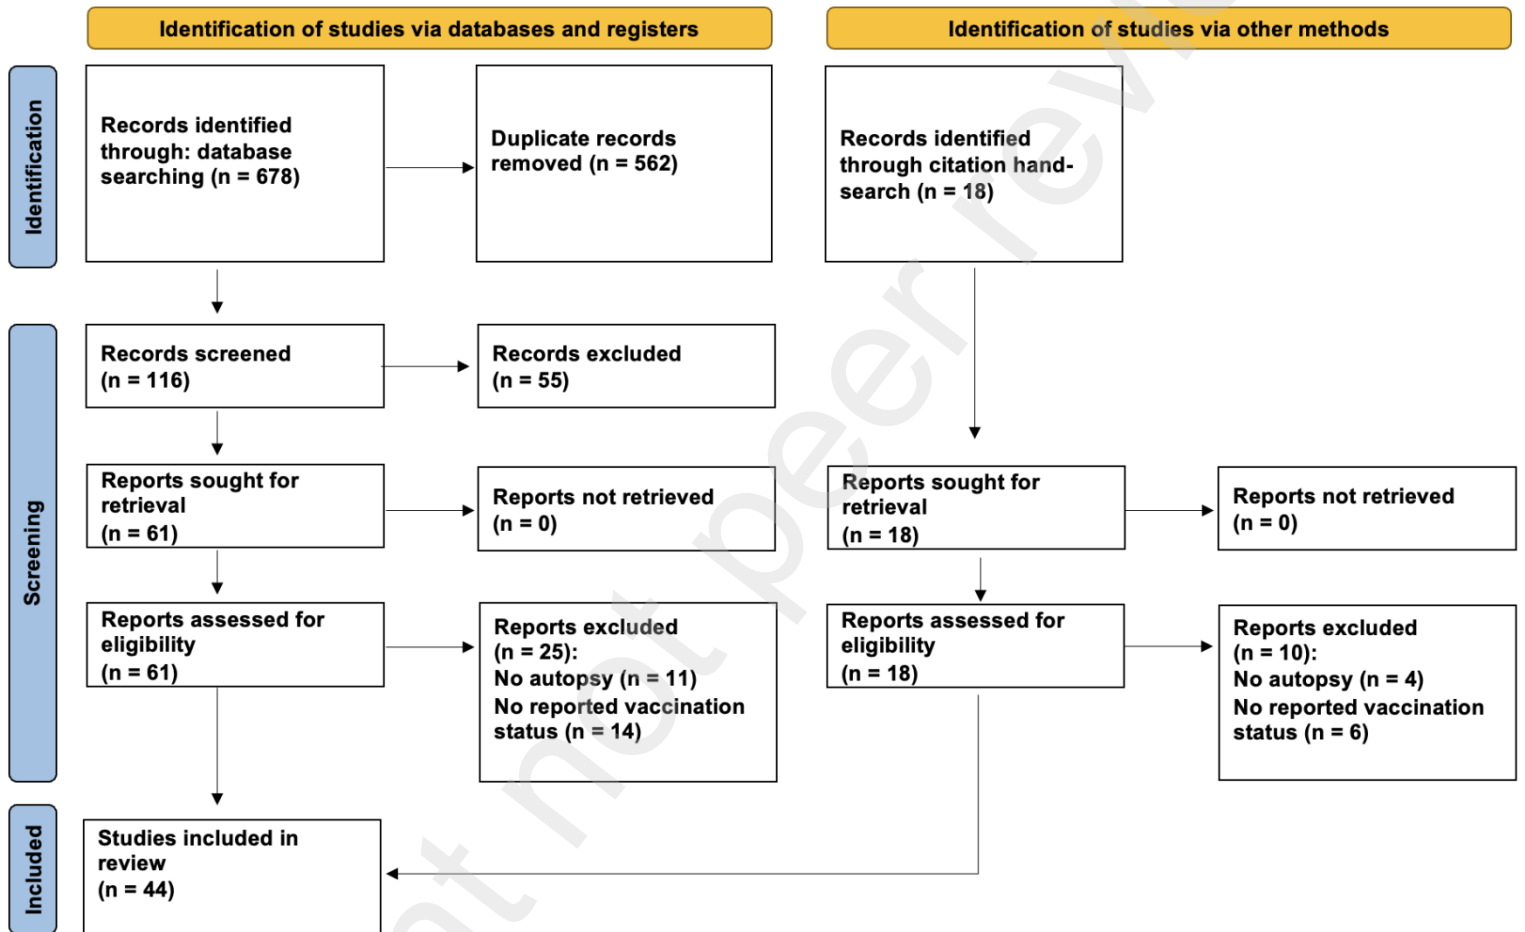 Identification of studies via databases and registers
Identification of studies via other methods
Identification
Records identified
through: database
searching (n = 678)
Duplicate records
removed (n = 562)
Records identified
through citation hand-
search (n = 18)
Screening
Records screened
(n = 116)
Records excluded
(n = 55)
Reports sought for
retrieval
(n = 61)
Reports not retrieved
(n = 0)
Reports sought for
retrieval
(n = 18)
Reports not retrieved
(n = 0)
Reports assessed for
eligibility
(n = 61)
Reports excluded
(n = 25):
No autopsy (n = 11)
No reported vaccination
status (n = 14)
Reports assessed for
eligibility
(n = 18)
Reports excluded
(n = 10):
No autopsy (n = 4)
No reported vaccination
status (n = 6)
Included
Studies included in
review
(n = 44)
not peer